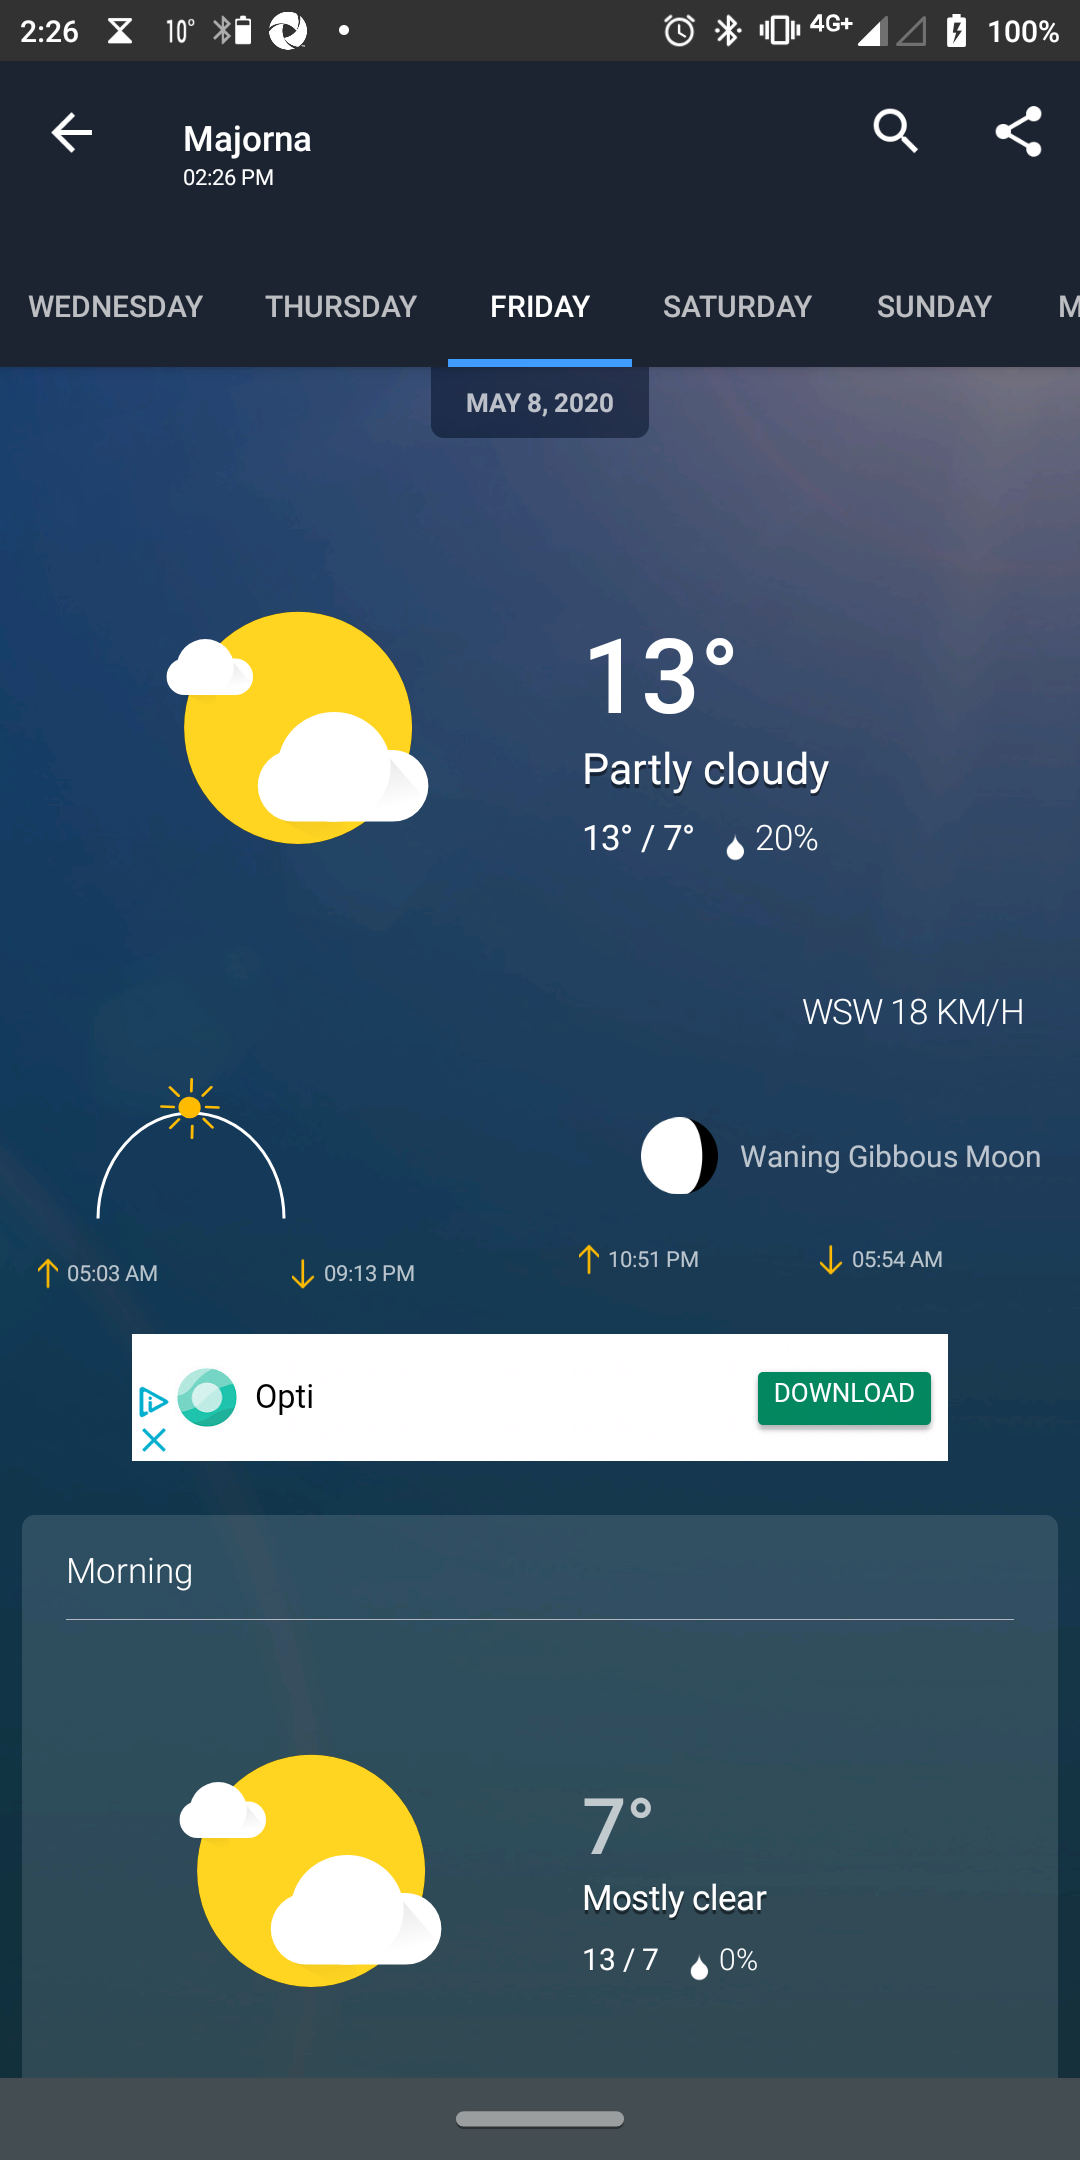 2:26 10° 4G+ 100%
Majorna
02:26 PM
WEDNESDAY THURSDAY FRIDAY SATURDAY SUNDAY M
MAY 8, 2020
13°
Partly cloudy
13° / 7° 20%
WSW 18 KM/H
Waning Gibbous Moon
05:03 AM 09:13 PM 10:51 PM 05:54 AM
Opti DOWNLOAD
Morning
7°
Mostly clear
13 / 7 0%